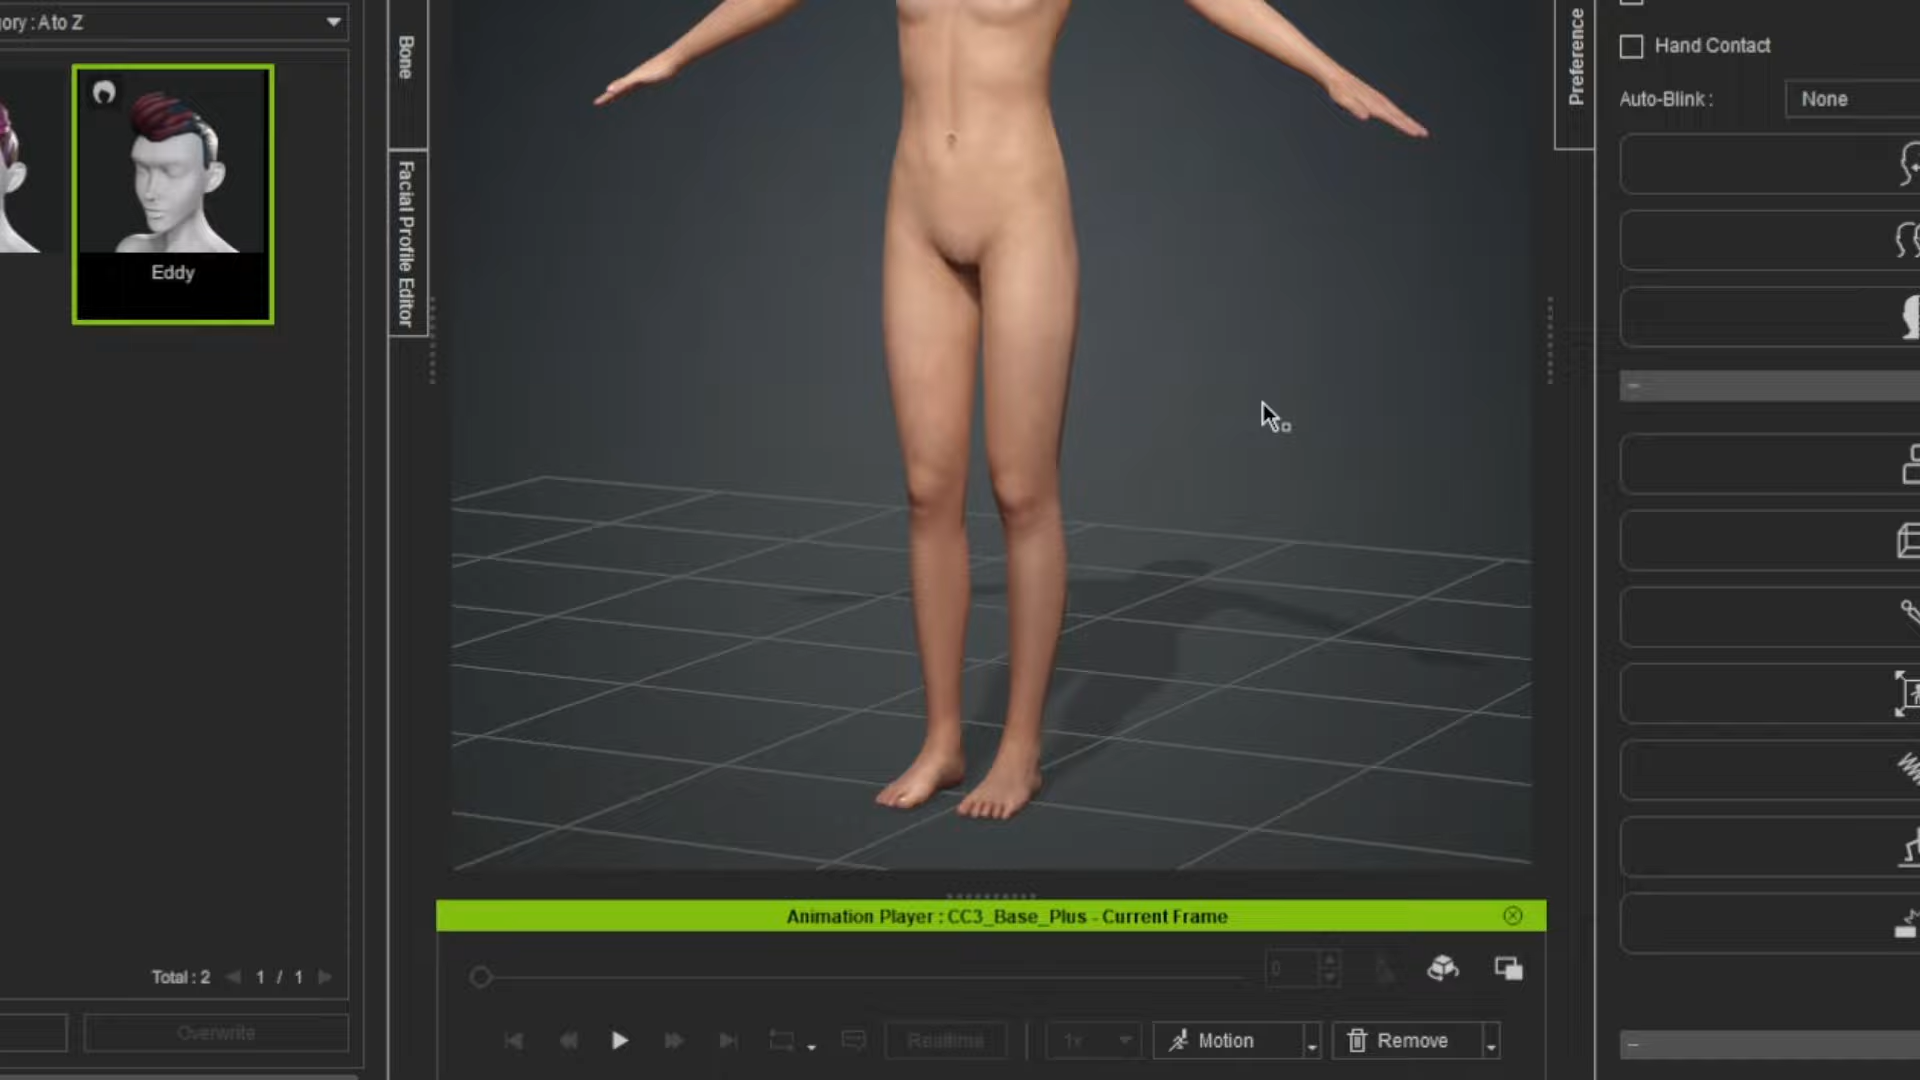 ory : A to Z
Eddy
Total : 2
1 / 1
Overwrite
Bone
Facial Profile Editor
Animation Player : CC3_Base_Plus - Current Frame
0
Realtime
1x
Motion
Remove
Preference
Hand Contact
Auto-Blink :
None